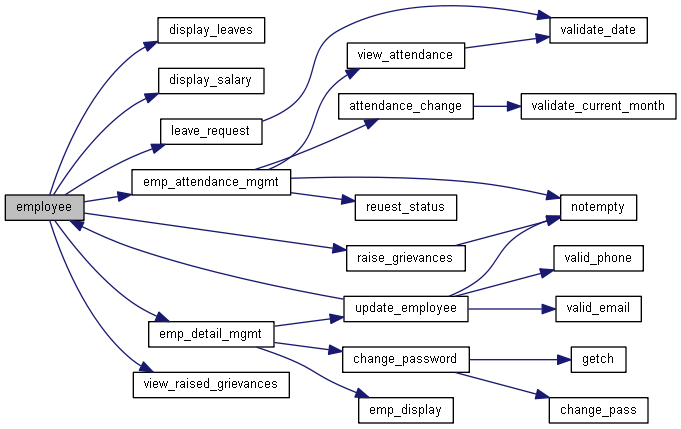 display_leaves
validate_date
view_attendance
display_salary
attendance_change
validate_current_month
leave_request
emp_attendance_mgmt
employee
reuest_status
notempty
raise_grievances
valid_phone
update_employee
valid_email
emp_detail_mgmt
change_password
getch
view_raised_grievances
emp_display
change_pass